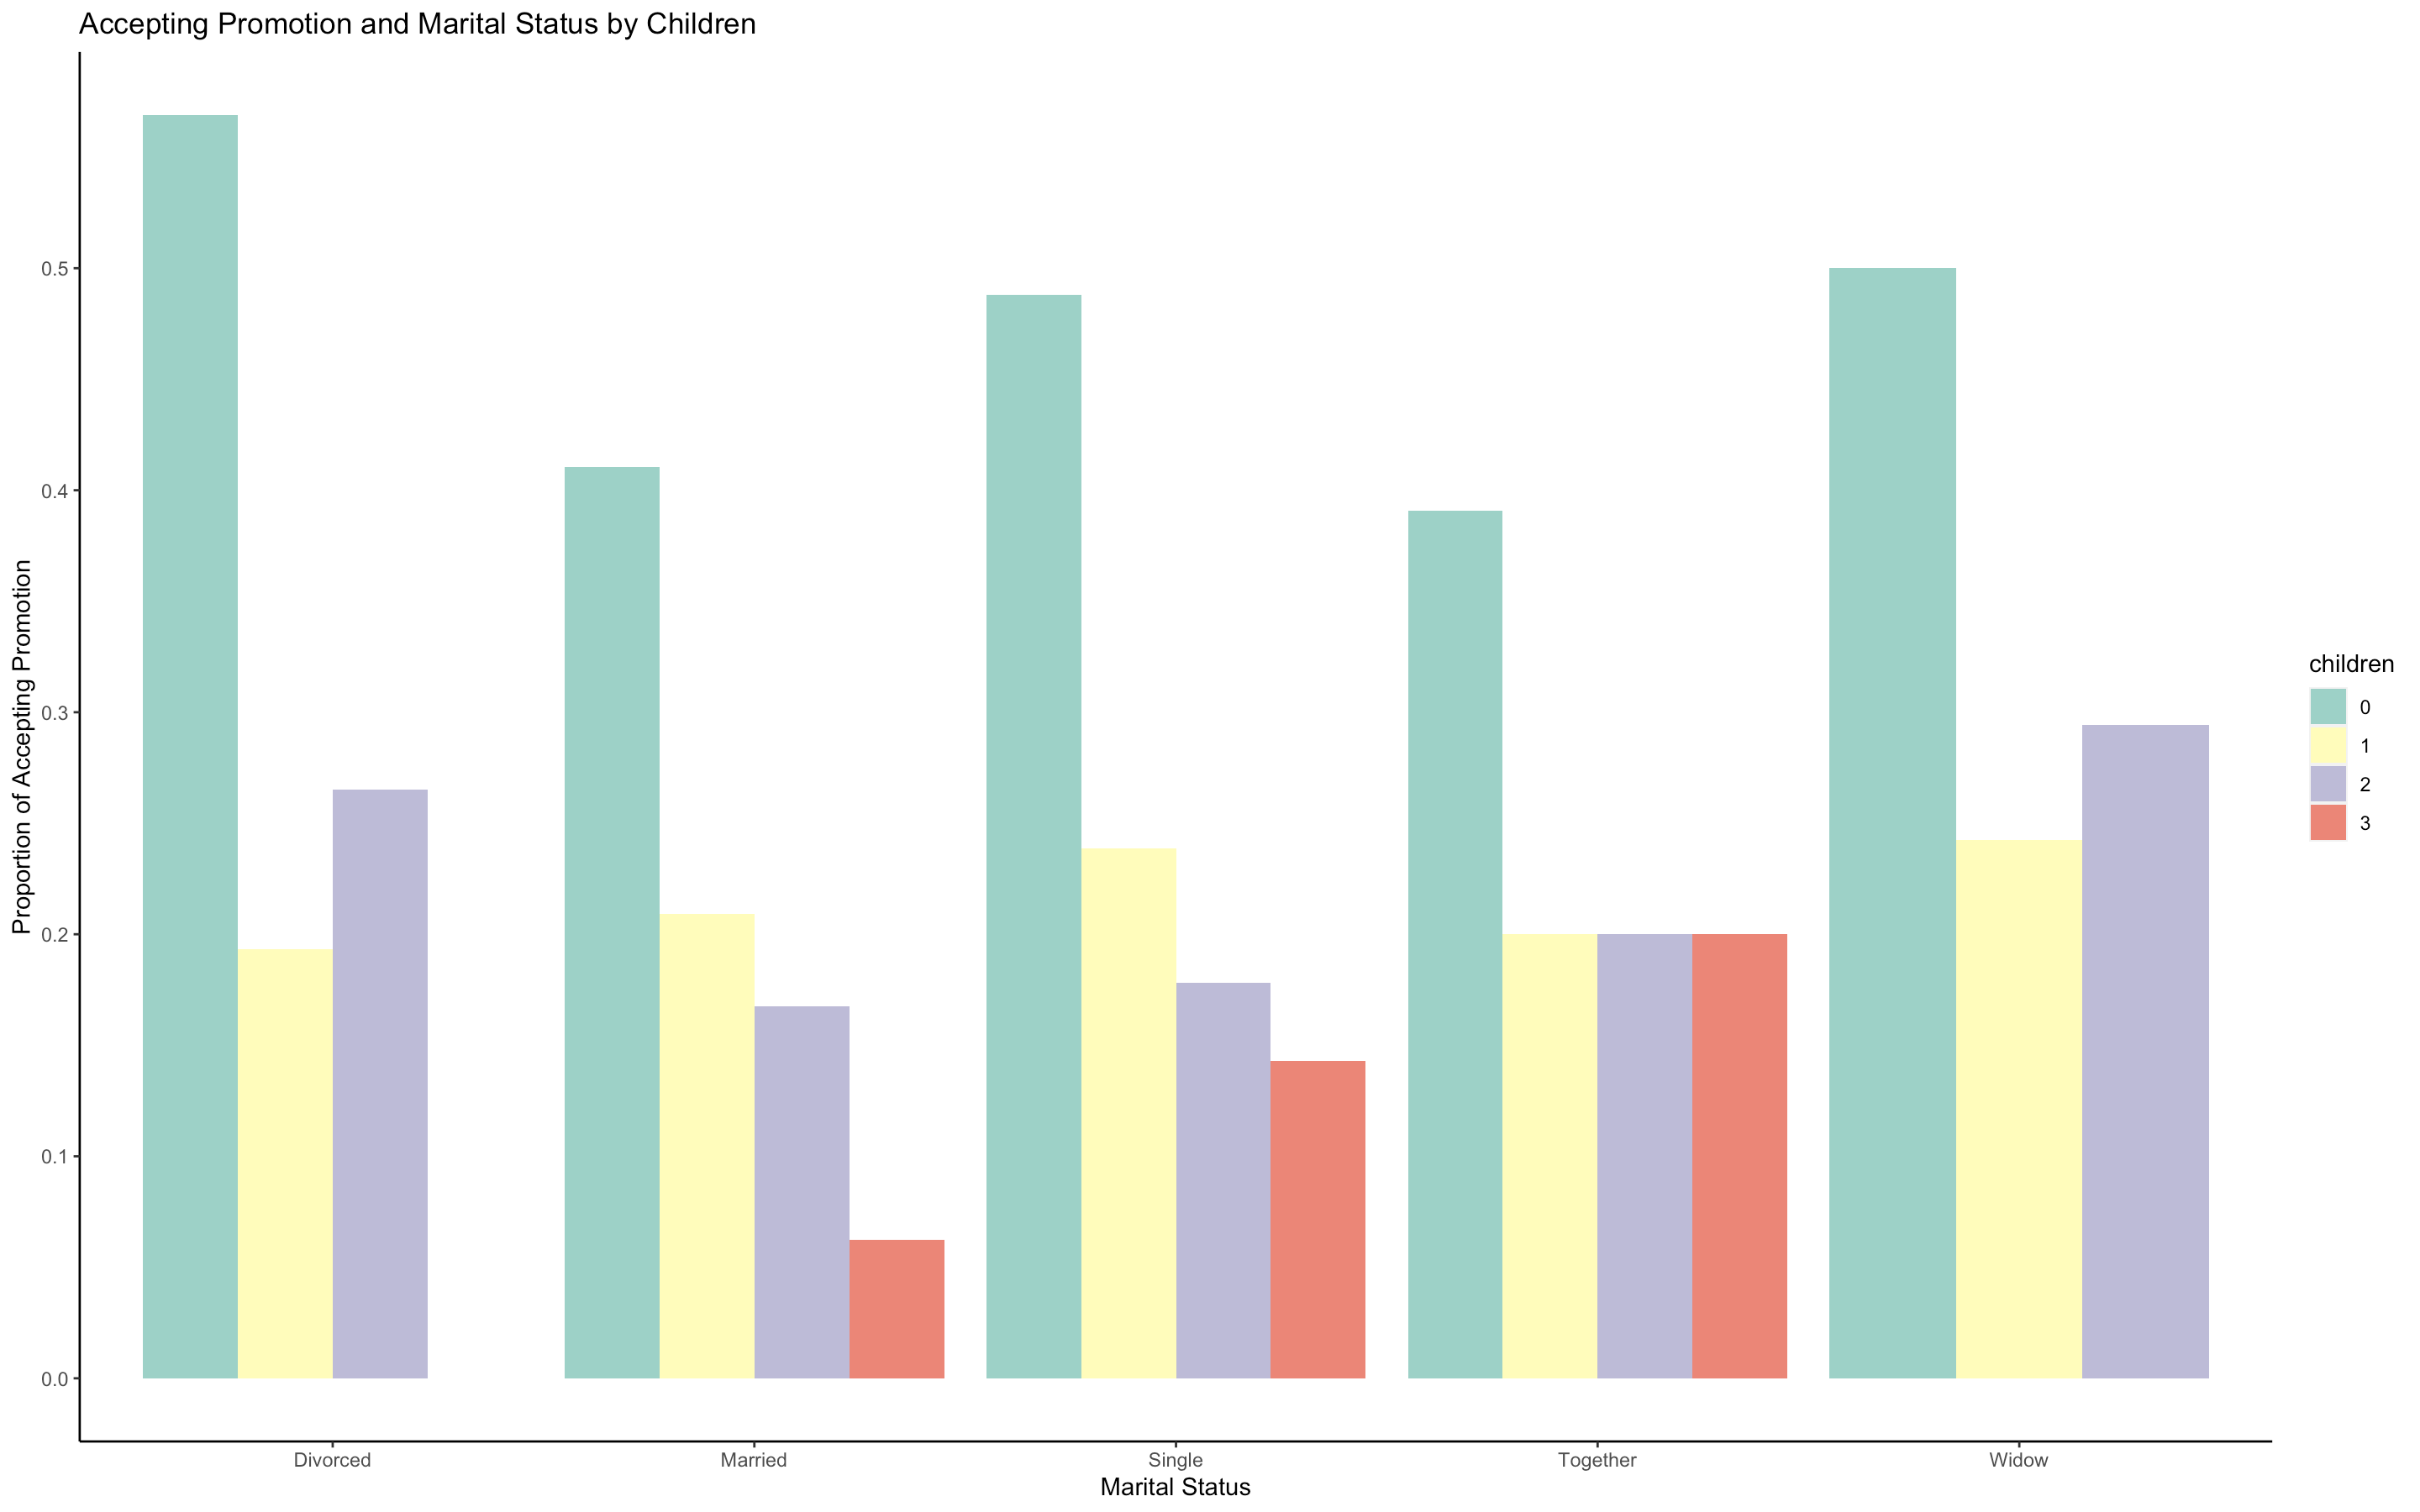 Accepting Promotion and Marital Status by Children
Proportion of Accepting Promotion
0.5
0.4
0.3
0.2
0.1
0.0
Divorced
Married
Single
Together
Widow
Marital Status
children
0
1
2
3